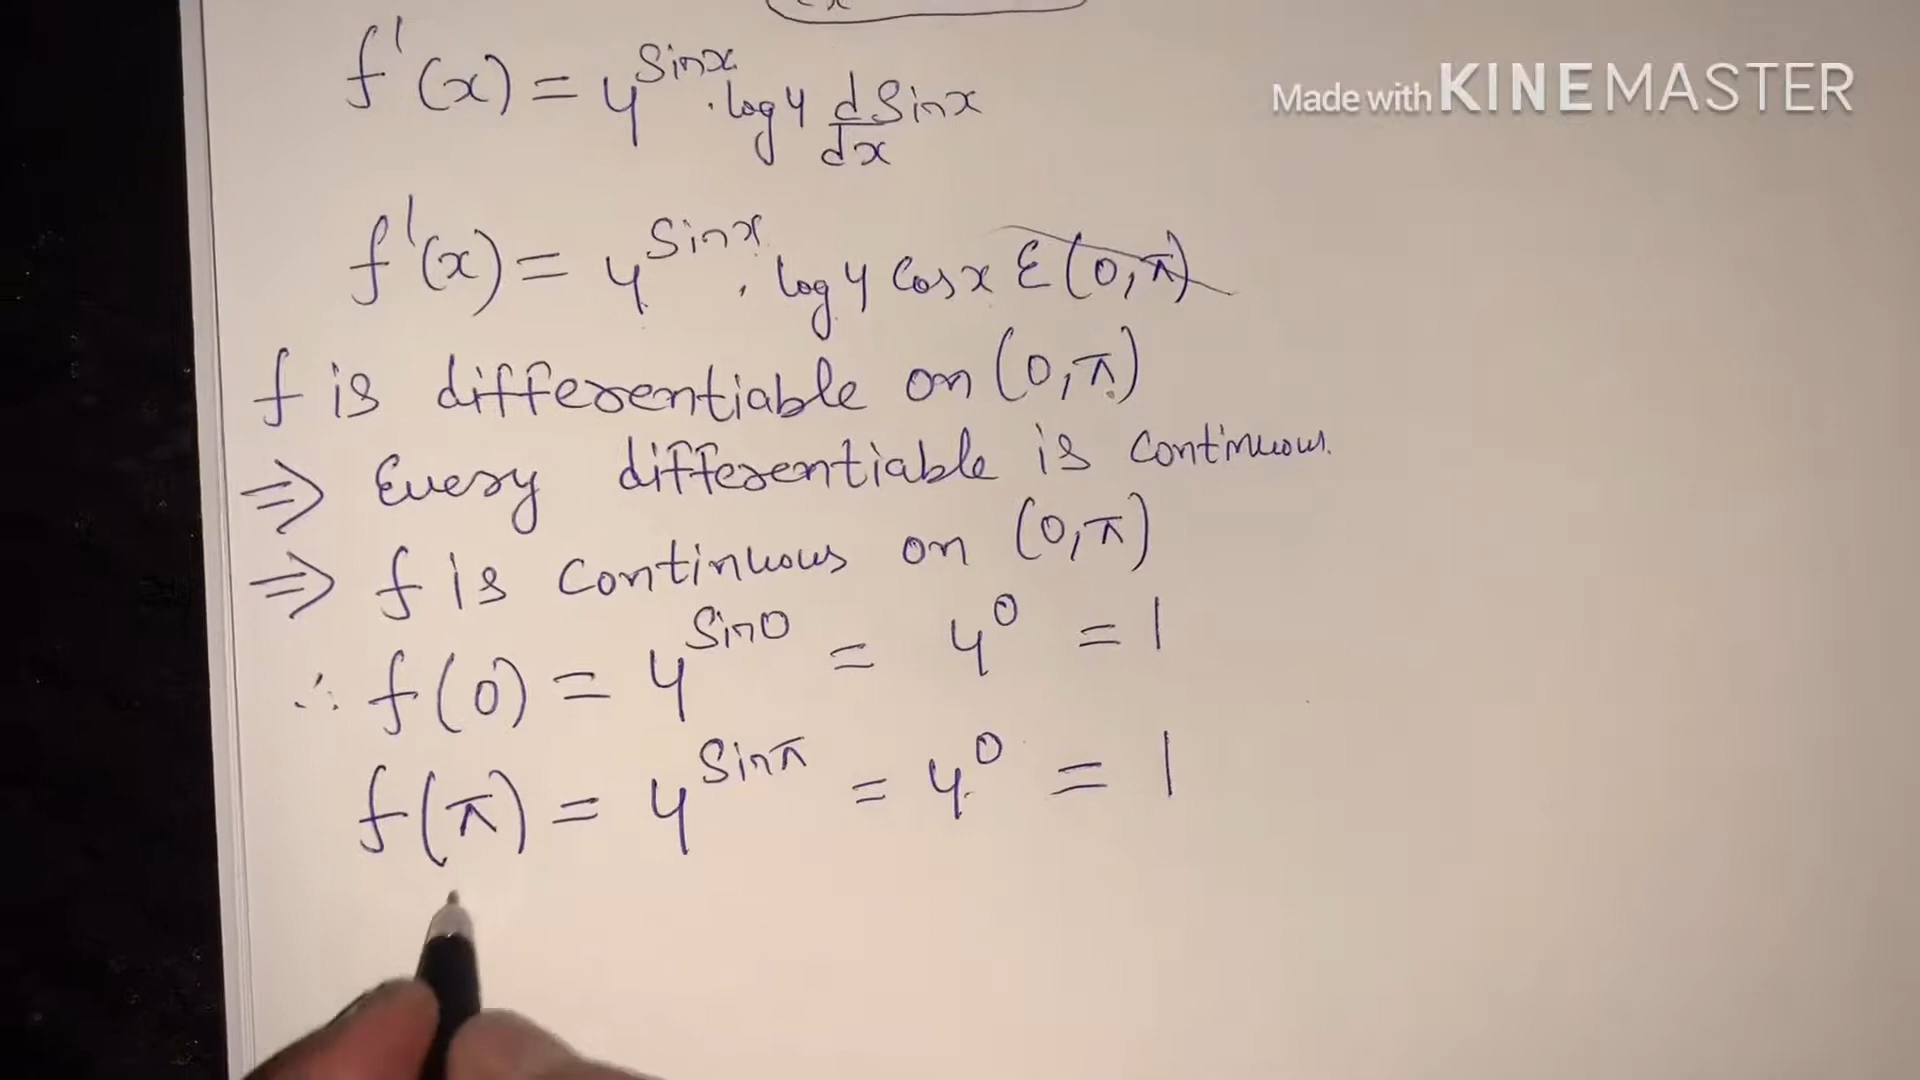 f'(x) = 4^Sinx . log4 d/dx Sinx
Made with KINEMASTER
f'(x) = 4^Sinx . log4 Cosx ∈ (0,π)
f is differentiable on (0,π)
⇒ Every differentiable is continuous.
⇒ f is continuous on (0,π)
∴ f(0) = 4^Sin0 = 4^0 = 1
f(π) = 4^Sinπ = 4^0 = 1